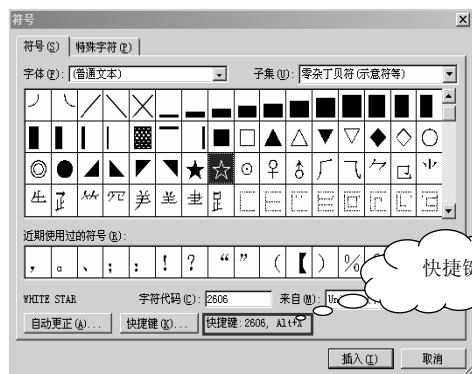 符号
符号(S) 特殊字符(P)
字体(F): (普通文本) 子集(U): 零杂丁贝符(示意符等)
近期使用过的符号(R):
, 。 、 ; : ! ? “ ” ( 【 ) %
快捷键
WHITE STAR 字符代码(C): 2606 来自(M): Un
自动更正(A)... 快捷键(K)... 快捷键: 2606, Alt+X
插入(I) 取消